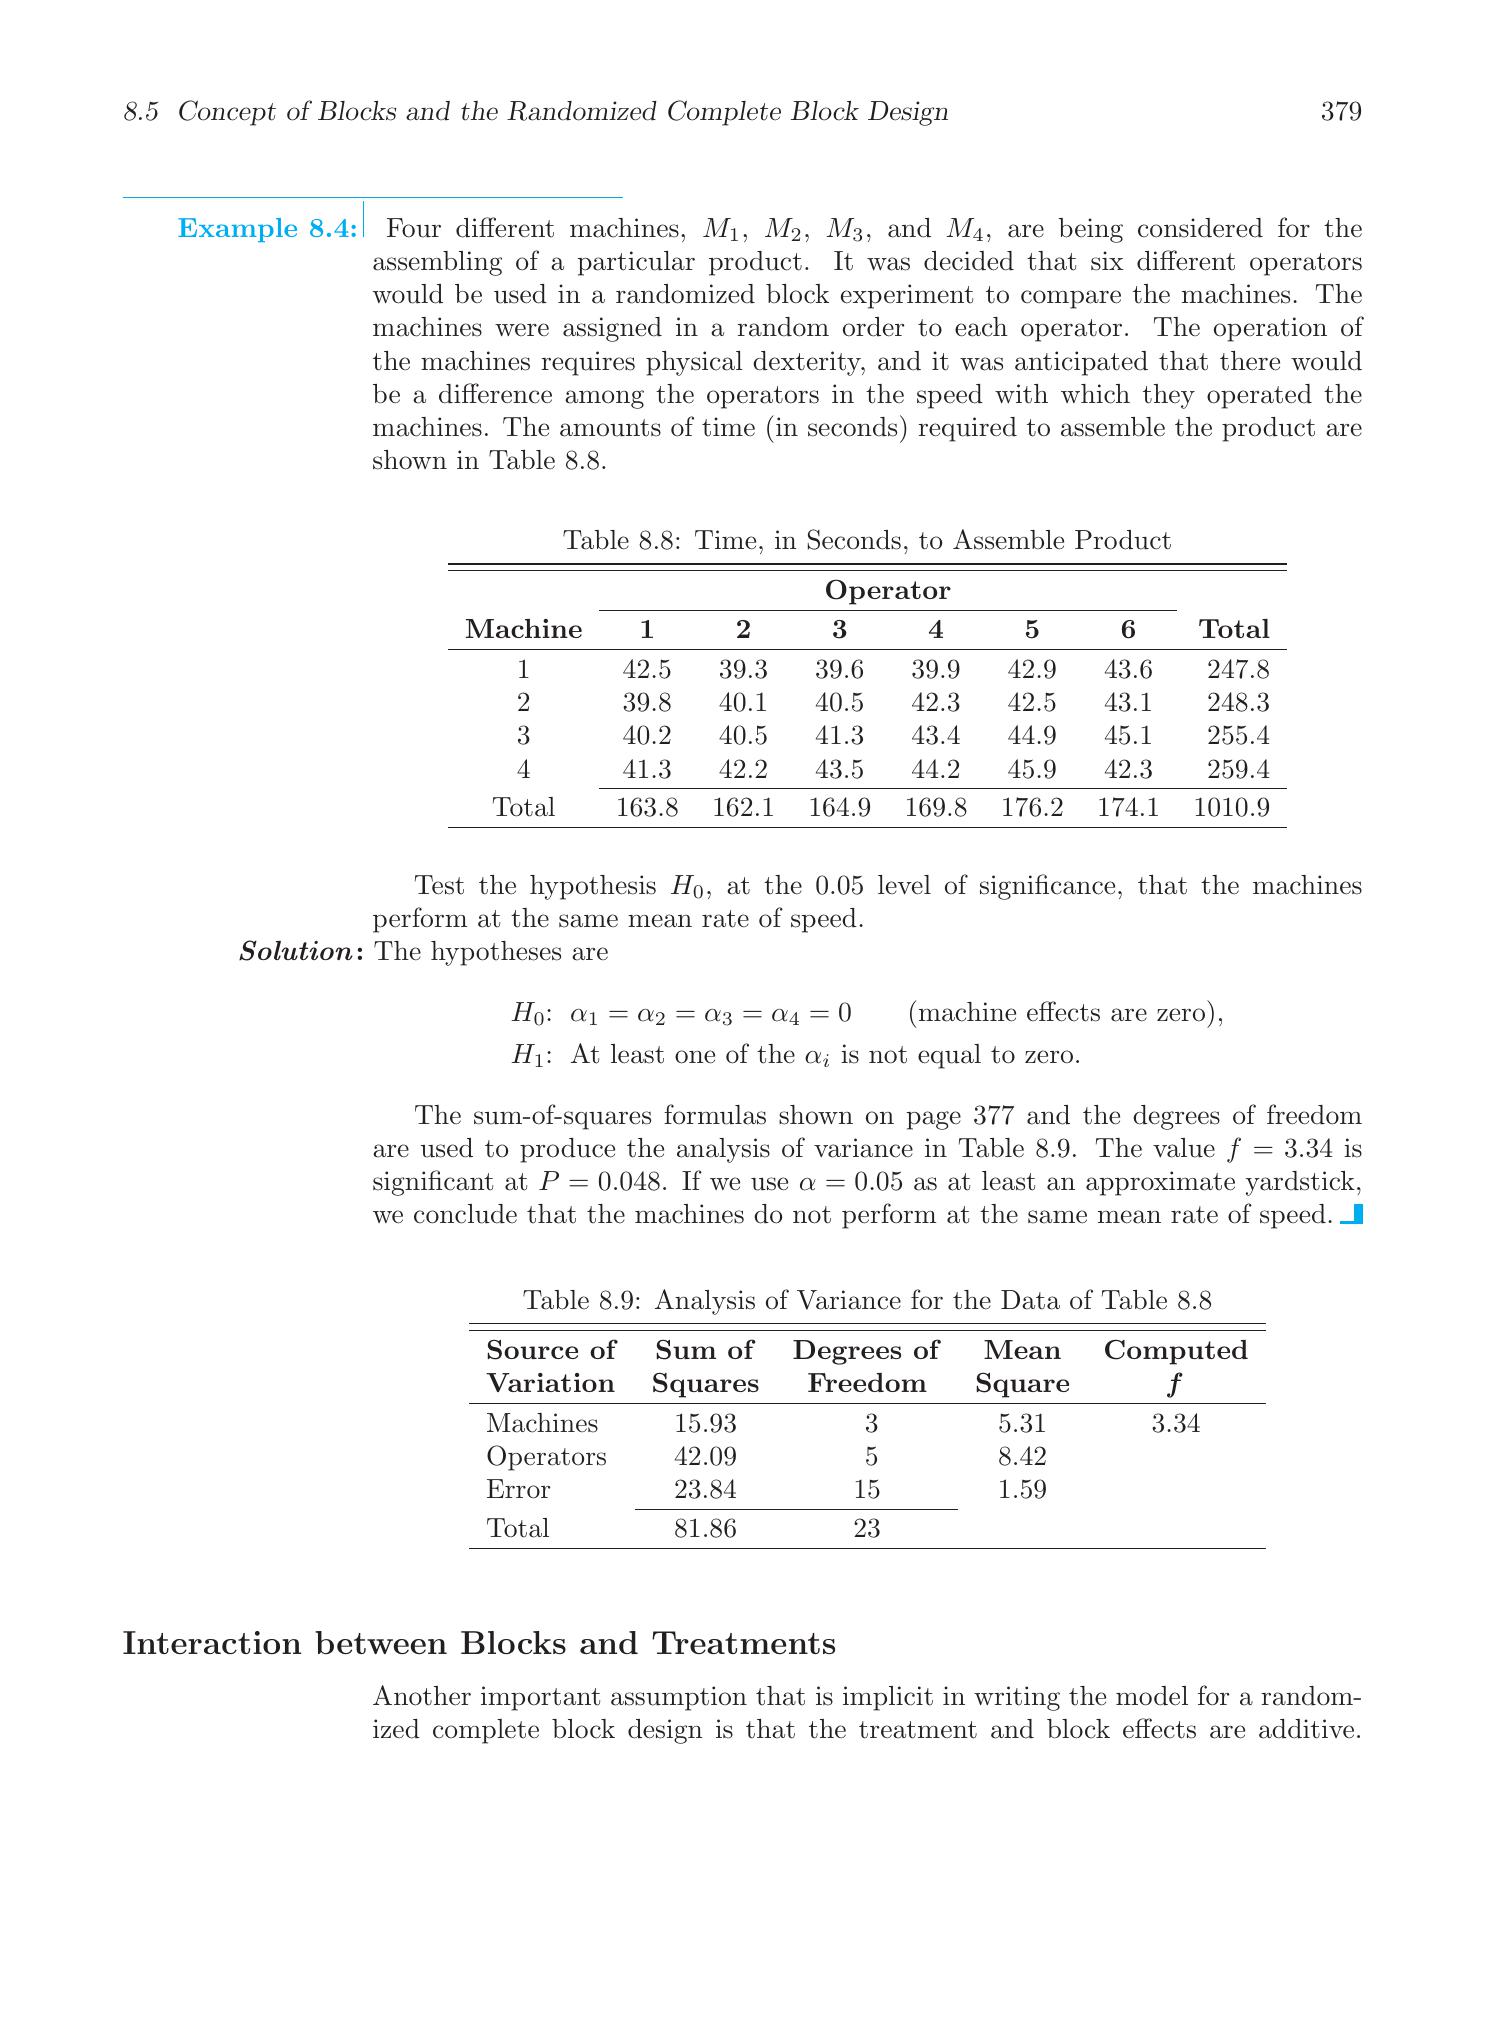 8.5 Concept of Blocks and the Randomized Complete Block Design 379
Example 8.4: Four different machines, M₁, M₂, M₃, and M₄, are being considered for the
assembling of a particular product. It was decided that six different operators
would be used in a randomized block experiment to compare the machines. The
machines were assigned in a random order to each operator. The operation of
the machines requires physical dexterity, and it was anticipated that there would
be a difference among the operators in the speed with which they operated the
machines. The amounts of time (in seconds) required to assemble the product are
shown in Table 8.8.
Table 8.8: Time, in Seconds, to Assemble Product
Operator
Machine 1 2 3 4 5 6 Total
1 42.5 39.3 39.6 39.9 42.9 43.6 247.8
2 39.8 40.1 40.5 42.3 42.5 43.1 248.3
3 40.2 40.5 41.3 43.4 44.9 45.1 255.4
4 41.3 42.2 43.5 44.2 45.9 42.3 259.4
Total 163.8 162.1 164.9 169.8 176.2 174.1 1010.9
Test the hypothesis H₀, at the 0.05 level of significance, that the machines
perform at the same mean rate of speed.
Solution: The hypotheses are
H₀: α₁ = α₂ = α₃ = α₄ = 0 (machine effects are zero),
H₁: At least one of the αᵢ is not equal to zero.
The sum-of-squares formulas shown on page 377 and the degrees of freedom
are used to produce the analysis of variance in Table 8.9. The value f = 3.34 is
significant at P = 0.048. If we use α = 0.05 as at least an approximate yardstick,
we conclude that the machines do not perform at the same mean rate of speed.
Table 8.9: Analysis of Variance for the Data of Table 8.8
Source of Sum of Degrees of Mean Computed
Variation Squares Freedom Square f
Machines 15.93 3 5.31 3.34
Operators 42.09 5 8.42
Error 23.84 15 1.59
Total 81.86 23
Interaction between Blocks and Treatments
Another important assumption that is implicit in writing the model for a random-
ized complete block design is that the treatment and block effects are additive.